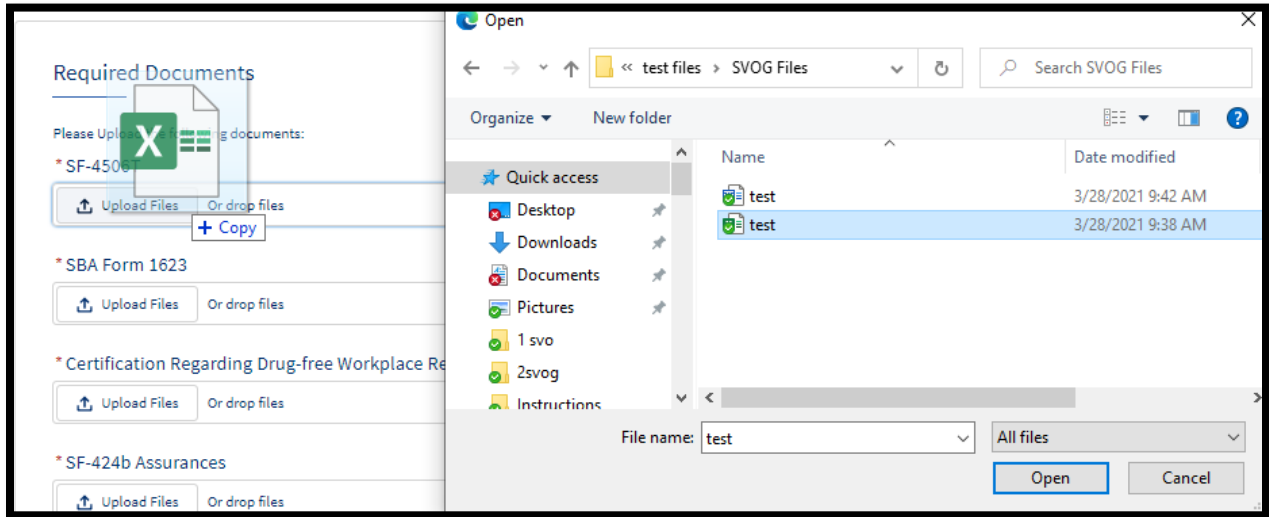 Required Documents
Please Uplo g documents:
* SF-4506T
Upload Files Or drop files
+ Copy
* SBA Form 1623
Upload Files Or drop files
* Certification Regarding Drug-free Workplace Re
Upload Files Or drop files
* SF-424b Assurances
Upload Files Or drop files
Open
« test files > SVOG Files
Search SVOG Files
Organize New folder
?
Name Date modified
Quick access
Desktop
Downloads
Documents
Pictures
1 svo
2svog
Instructions
test 3/28/2021 9:42 AM
test 3/28/2021 9:38 AM
File name: test All files
Open Cancel